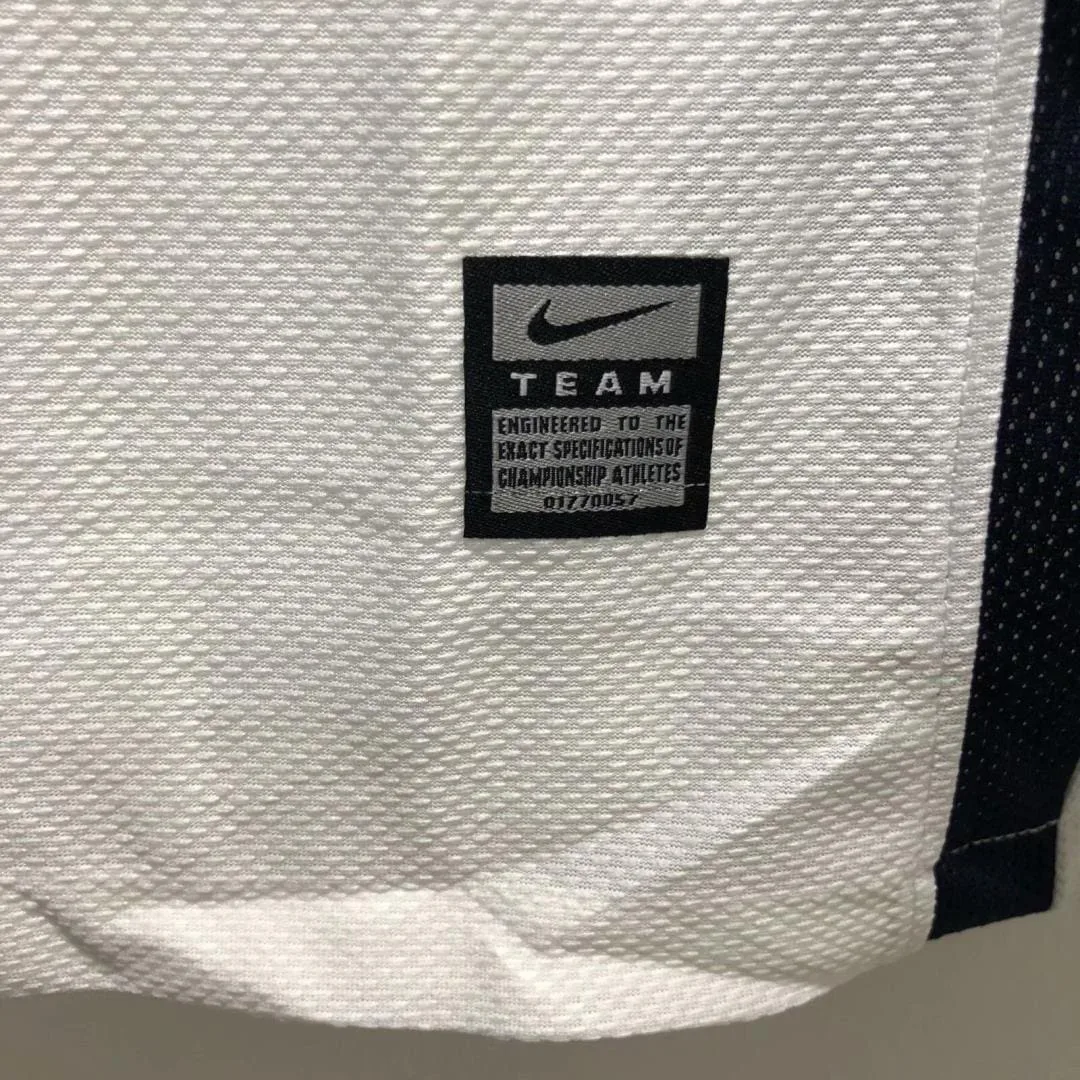 TEAM
ENGINEERED TO THE
EXACT SPECIFICATIONS OF
CHAMPIONSHIP ATHLETES
01770057